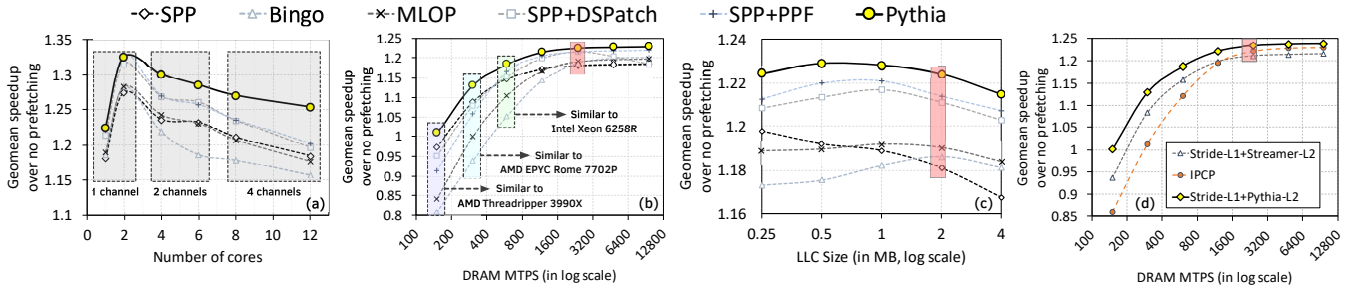 SPP Bingo MLOP SPP+DSPatch SPP+PPF Pythia
Geomean speedup
over no prefetching
1.35
1.3
1.25
1.2
1.15
1.1
1 channel
2 channels
4 channels
(a)
0 2 4 6 8 10 12
Number of cores
Geomean speedup
over no prefetching
1.25
1.2
1.15
1.1
1.05
1
0.95
0.9
0.85
0.8
Similar to
Intel Xeon 6258R
Similar to
AMD EPYC Rome 7702P
Similar to
AMD Threadripper 3990X
(b)
100 200 400 800 1600 3200 6400 12800
DRAM MTPS (in log scale)
Geomean speedup
over no prefetching
1.24
1.22
1.2
1.18
1.16
(c)
0.25 0.5 1 2 4
LLC Size (in MB, log scale)
Geomean speedup
over no prefetching
1.25
1.2
1.15
1.1
1.05
1
0.95
0.9
0.85
Stride-L1+Streamer-L2
IPCP
Stride-L1+Pythia-L2
(d)
100 200 400 800 1600 3200 6400 12800
DRAM MTPS (in log scale)